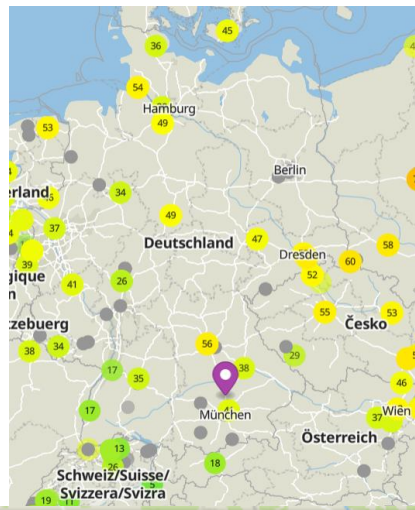 45
36
54
Hamburg
49
53
Berlin
erland
34
49
37
Deutschland
47
58
39
gique
Dresden
60
52
n
41
26
55
53
Česko
tzebuerg
56
38
34
29
38
17
35
46
17
München
37
Wien
Österreich
13
26
18
Schweiz/Suisse/
Svizzera/Svizra
19